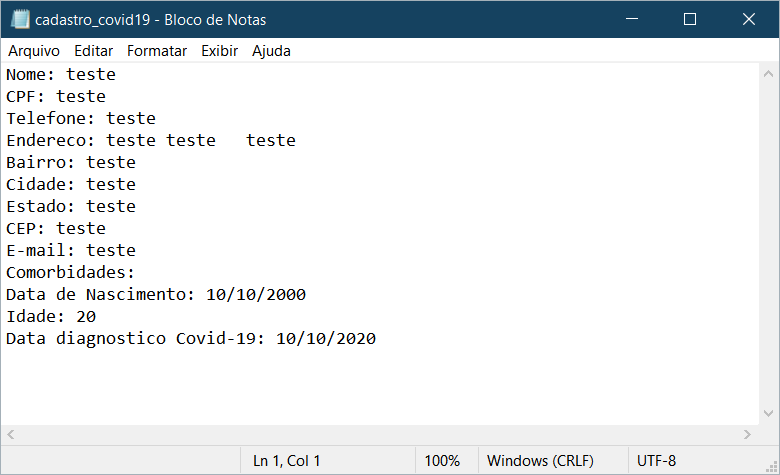 cadastro_covid19 - Bloco de Notas
Arquivo Editar Formatar Exibir Ajuda
Nome: teste
CPF: teste
Telefone: teste
Endereco: teste teste   teste
Bairro: teste
Cidade: teste
Estado: teste
CEP: teste
E-mail: teste
Comorbidades:
Data de Nascimento: 10/10/2000
Idade: 20
Data diagnostico Covid-19: 10/10/2020
Ln 1, Col 1 100% Windows (CRLF) UTF-8